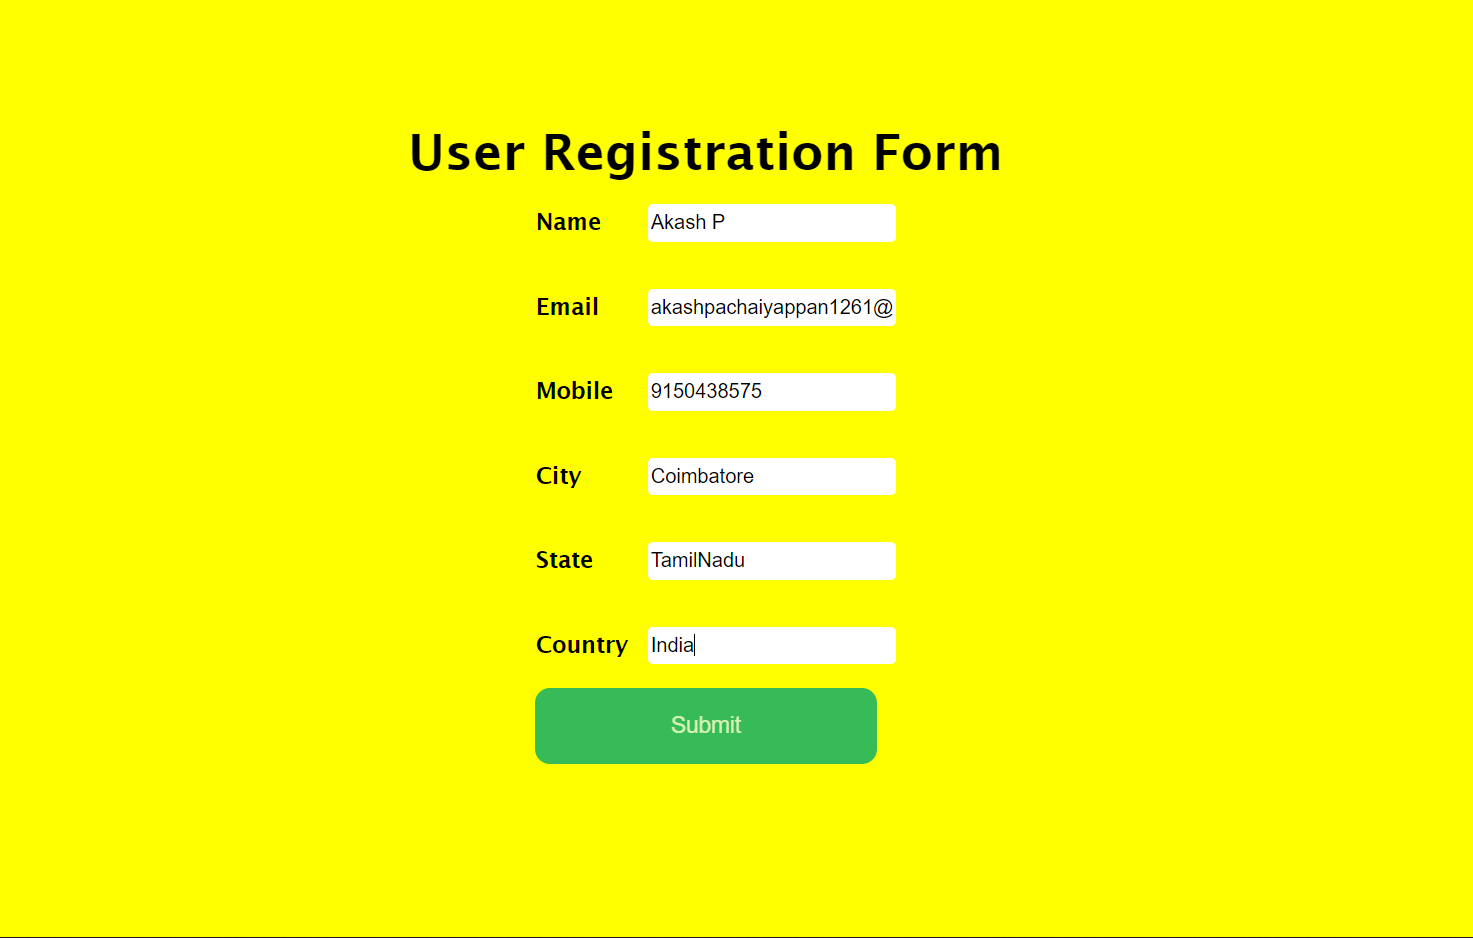 User Registration Form
Name Akash P
Email akashpachaiyappan1261@
Mobile 9150438575
City Coimbatore
State TamilNadu
Country India
Submit